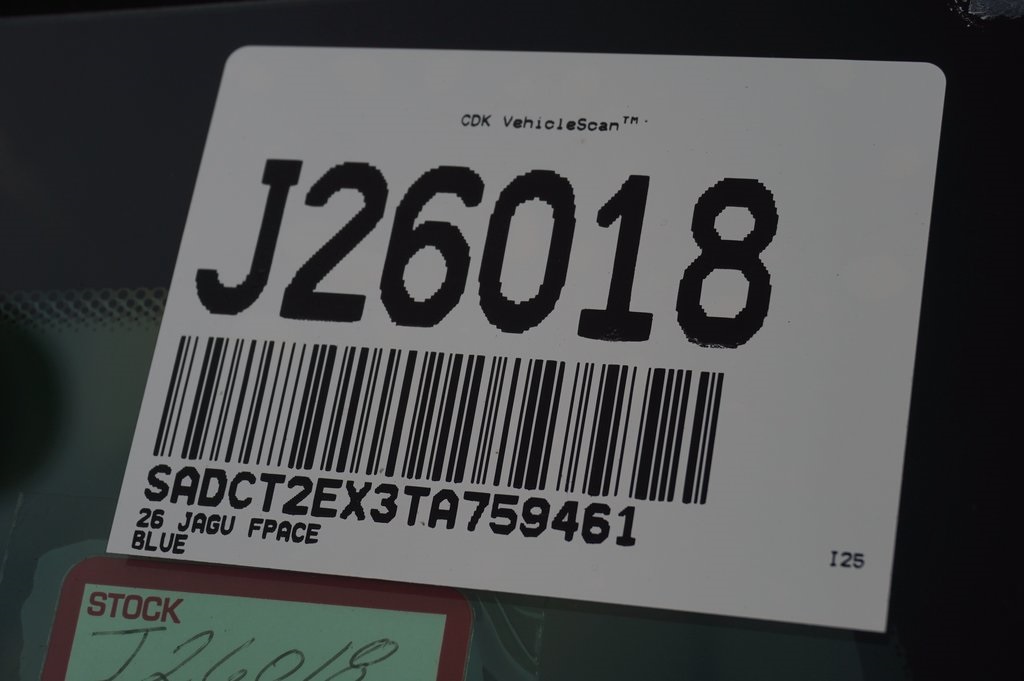 CDK VehicleScan™
J26018
SADCT2EX3TA759461
26 JAGU FPACE
BLUE
I25
STOCK
J26018